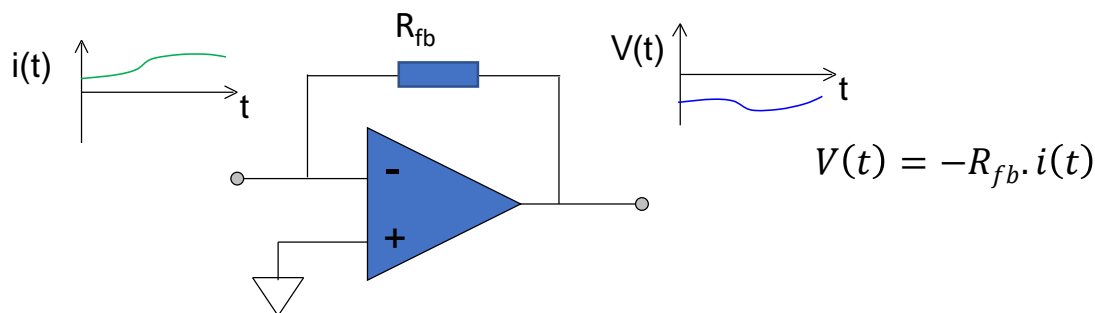 R_fb
i(t)
t
V(t)
t
-
+
V(t) = −R_fb. i(t)